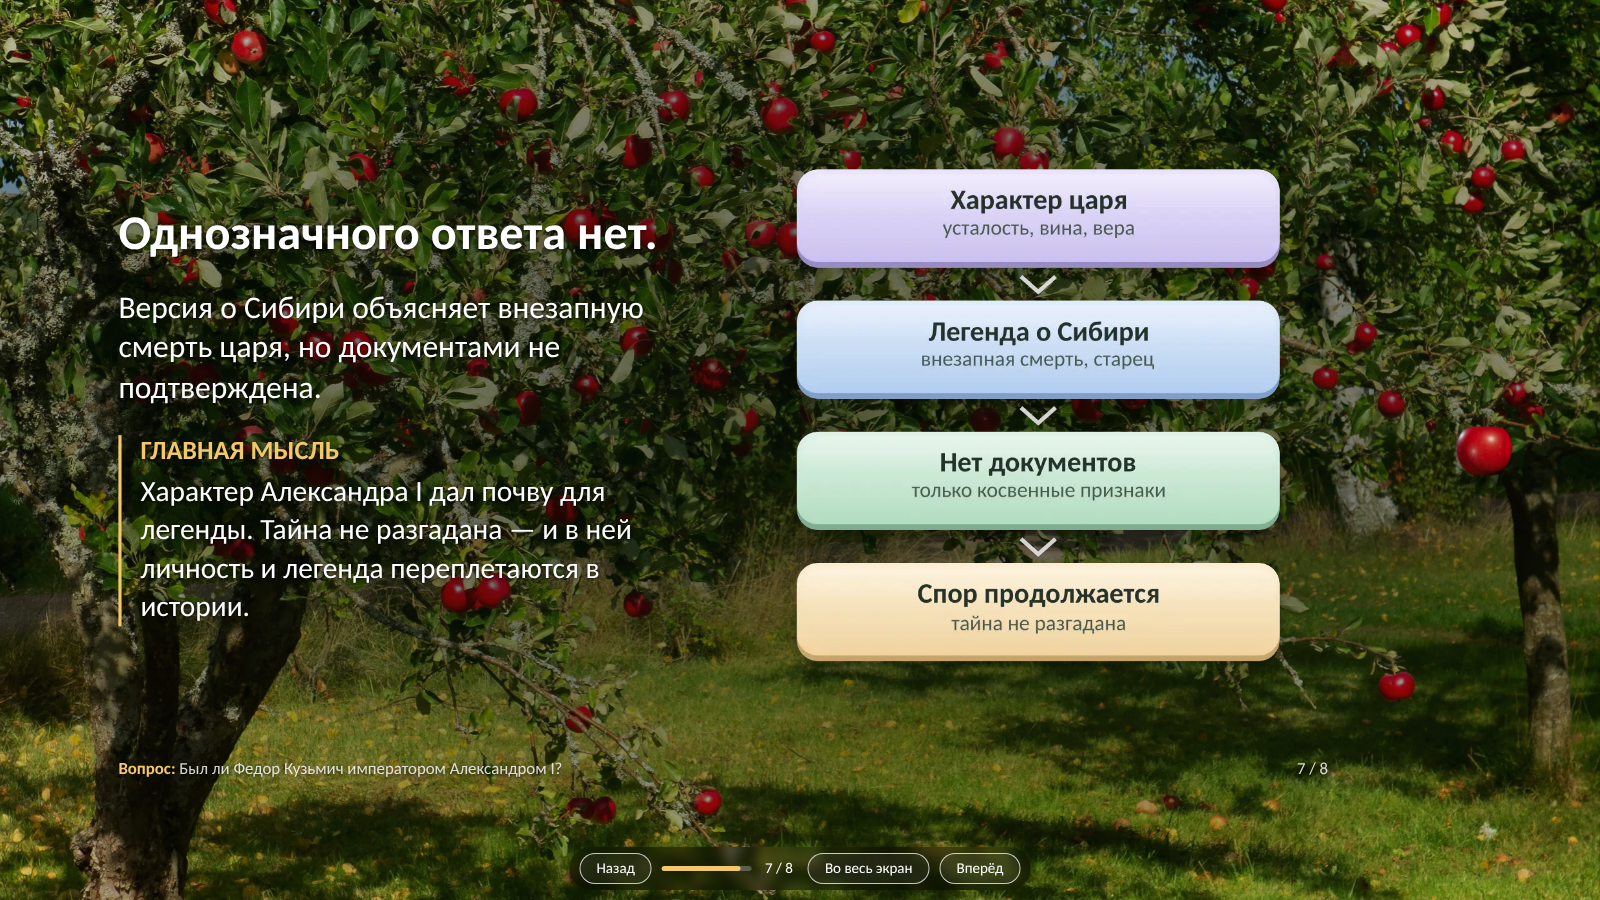 Однозначного ответа нет.
Версия о Сибири объясняет внезапную
смерть царя, но документами не
подтверждена.
ГЛАВНАЯ МЫСЛЬ
Характер Александра I дал почву для
легенды. Тайна не разгадана — и в ней
личность и легенда переплетаются в
истории.
Характер царя
усталость, вина, вера
Легенда о Сибири
внезапная смерть, старец
Нет документов
только косвенные признаки
Спор продолжается
тайна не разгадана
Вопрос: Был ли Федор Кузьмич императором Александром I?
7 / 8
Назад
7 / 8
Во весь экран
Вперёд